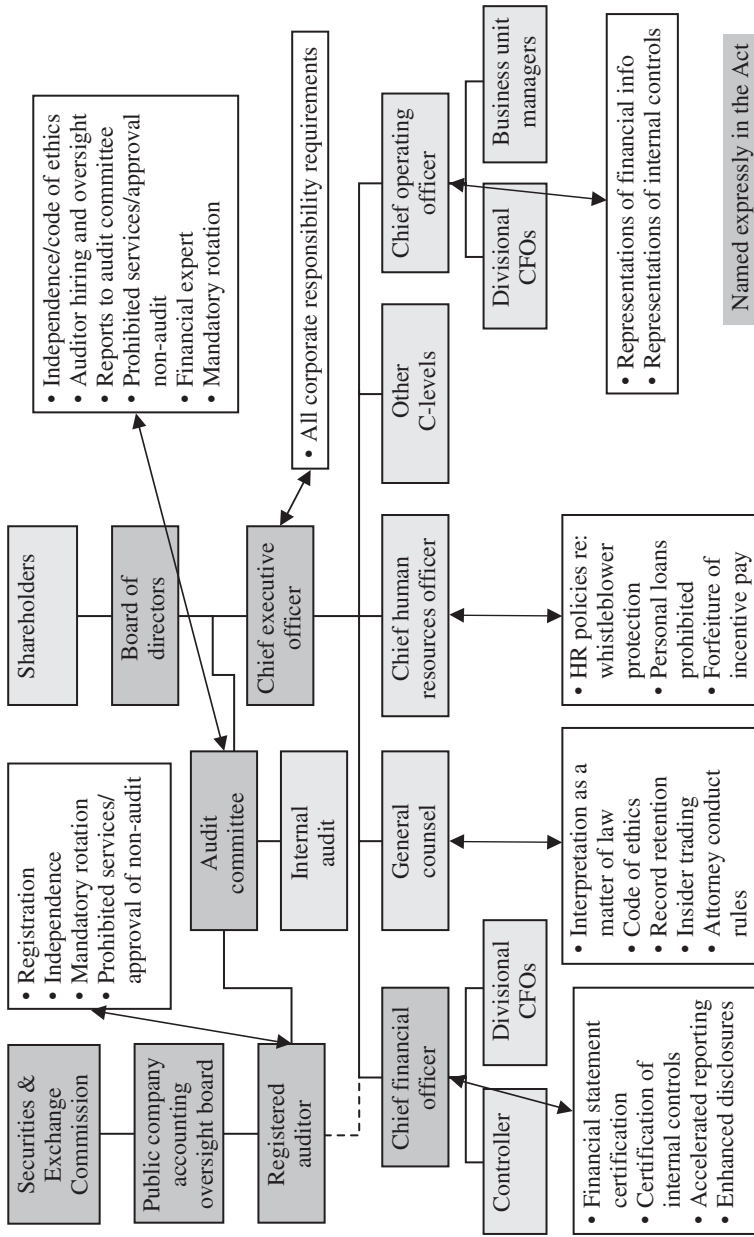 Securities &
Exchange
Commission
Public company
accounting
oversight board
Registered
auditor
• Registration
• Independence
• Mandatory rotation
• Prohibited services/
approval of non-audit
Shareholders
Board of
directors
Audit
committee
Internal
audit
Chief executive
officer
• Independence/code of ethics
• Auditor hiring and oversight
• Reports to audit committee
• Prohibited services/approval
non-audit
• Financial expert
• Mandatory rotation
• All corporate responsibility requirements
Chief financial
officer
Controller
Divisional
CFOs
General
counsel
Chief human
resources officer
Other
C-levels
Chief operating
officer
Divisional
CFOs
Business unit
managers
• Financial statement
certification
• Certification of
internal controls
• Accelerated reporting
• Enhanced disclosures
• Interpretation as a
matter of law
• Code of ethics
• Record retention
• Insider trading
• Attorney conduct
rules
• HR policies re:
whistleblower
protection
• Personal loans
prohibited
• Forfeiture of
incentive pay
• Representations of financial info
• Representations of internal controls
Named expressly in the Act